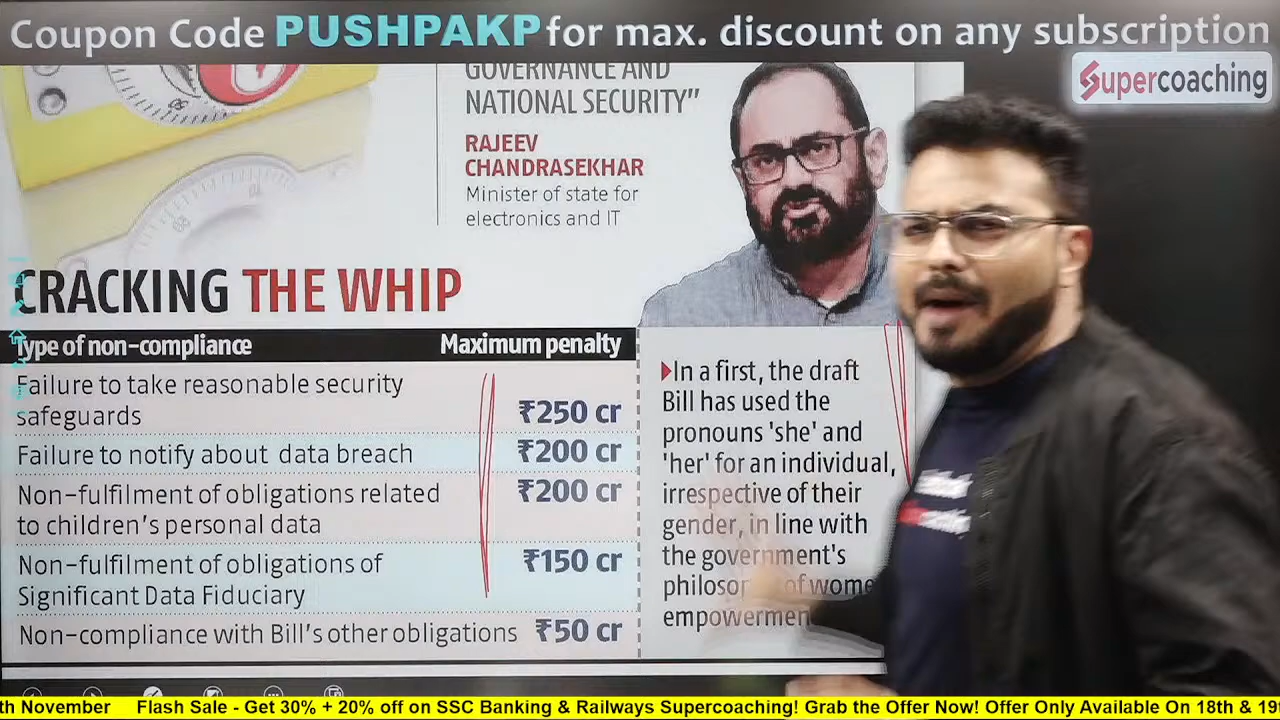 Coupon Code PUSHPAKP for max. discount on any subscription
Supercoaching
GOVERNANCE AND
NATIONAL SECURITY”
RAJEEV
CHANDRASEKHAR
Minister of state for
electronics and IT
CRACKING THE WHIP
Type of non-compliance Maximum penalty
Failure to take reasonable security
safeguards ₹250 cr
Failure to notify about data breach ₹200 cr
Non-fulfilment of obligations related ₹200 cr
to children's personal data
Non-fulfilment of obligations of ₹150 cr
Significant Data Fiduciary
Non-compliance with Bill's other obligations ₹50 cr
In a first, the draft
Bill has used the
pronouns 'she' and
'her' for an individual,
irrespective of their
gender, in line with
the government's
philosop of wome
empowermen
th November Flash Sale - Get 30% + 20% off on SSC Banking & Railways Supercoaching! Grab the Offer Now! Offer Only Available On 18th & 19